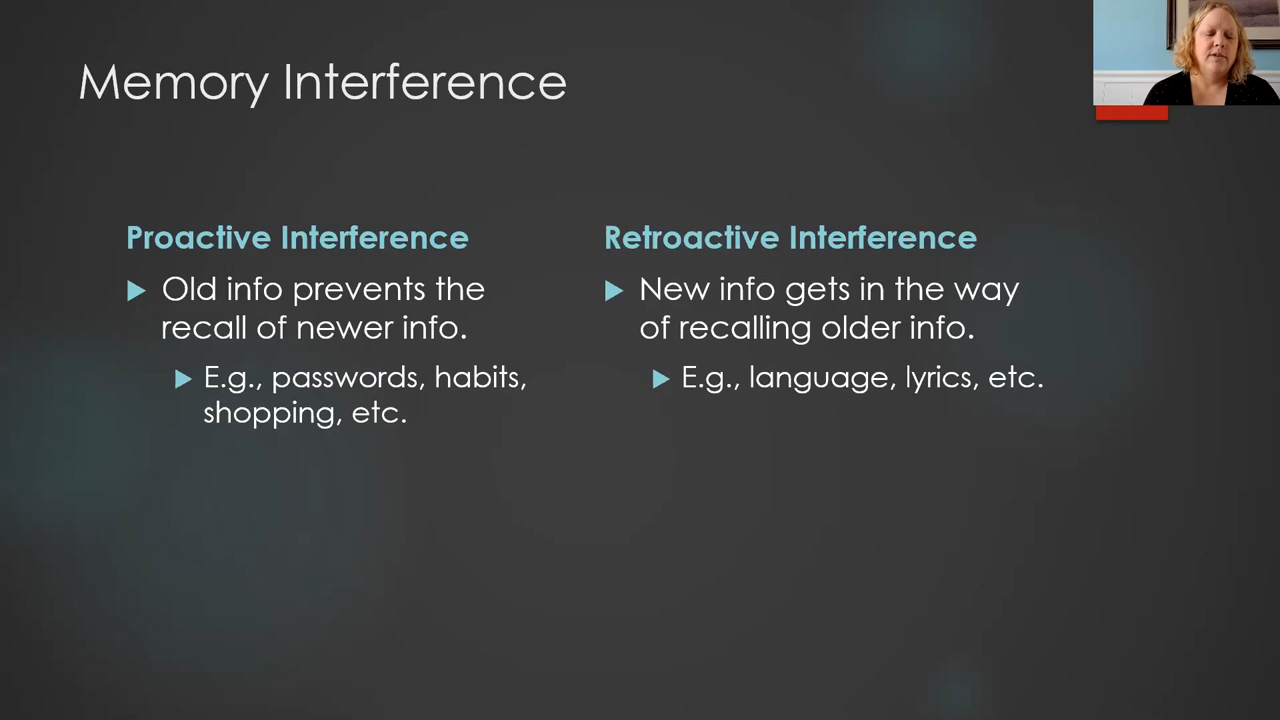 Memory Interference
Proactive Interference
Old info prevents the
recall of newer info.
E.g., passwords, habits,
shopping, etc.
Retroactive Interference
New info gets in the way
of recalling older info.
E.g., language, lyrics, etc.